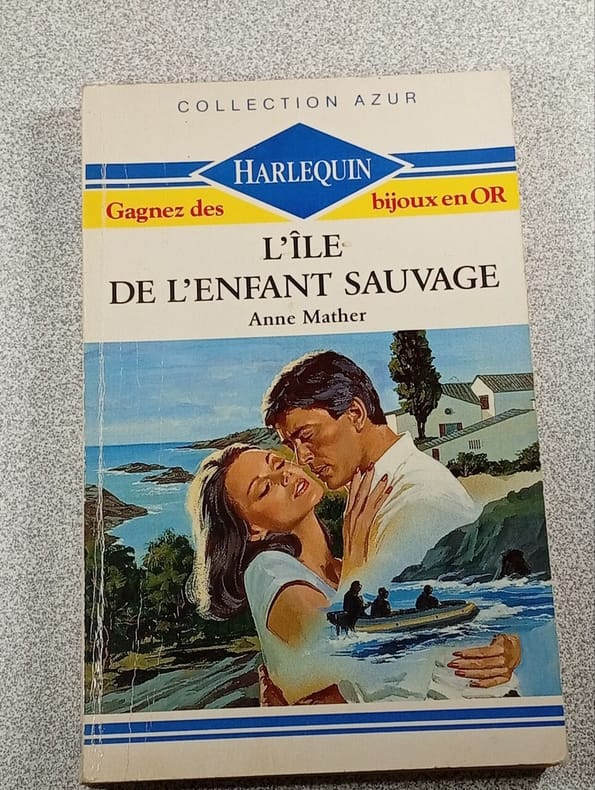 COLLECTION AZUR
HARLEQUIN
Gagnez des bijoux en OR
L'ÎLE
DE L'ENFANT SAUVAGE
Anne Mather